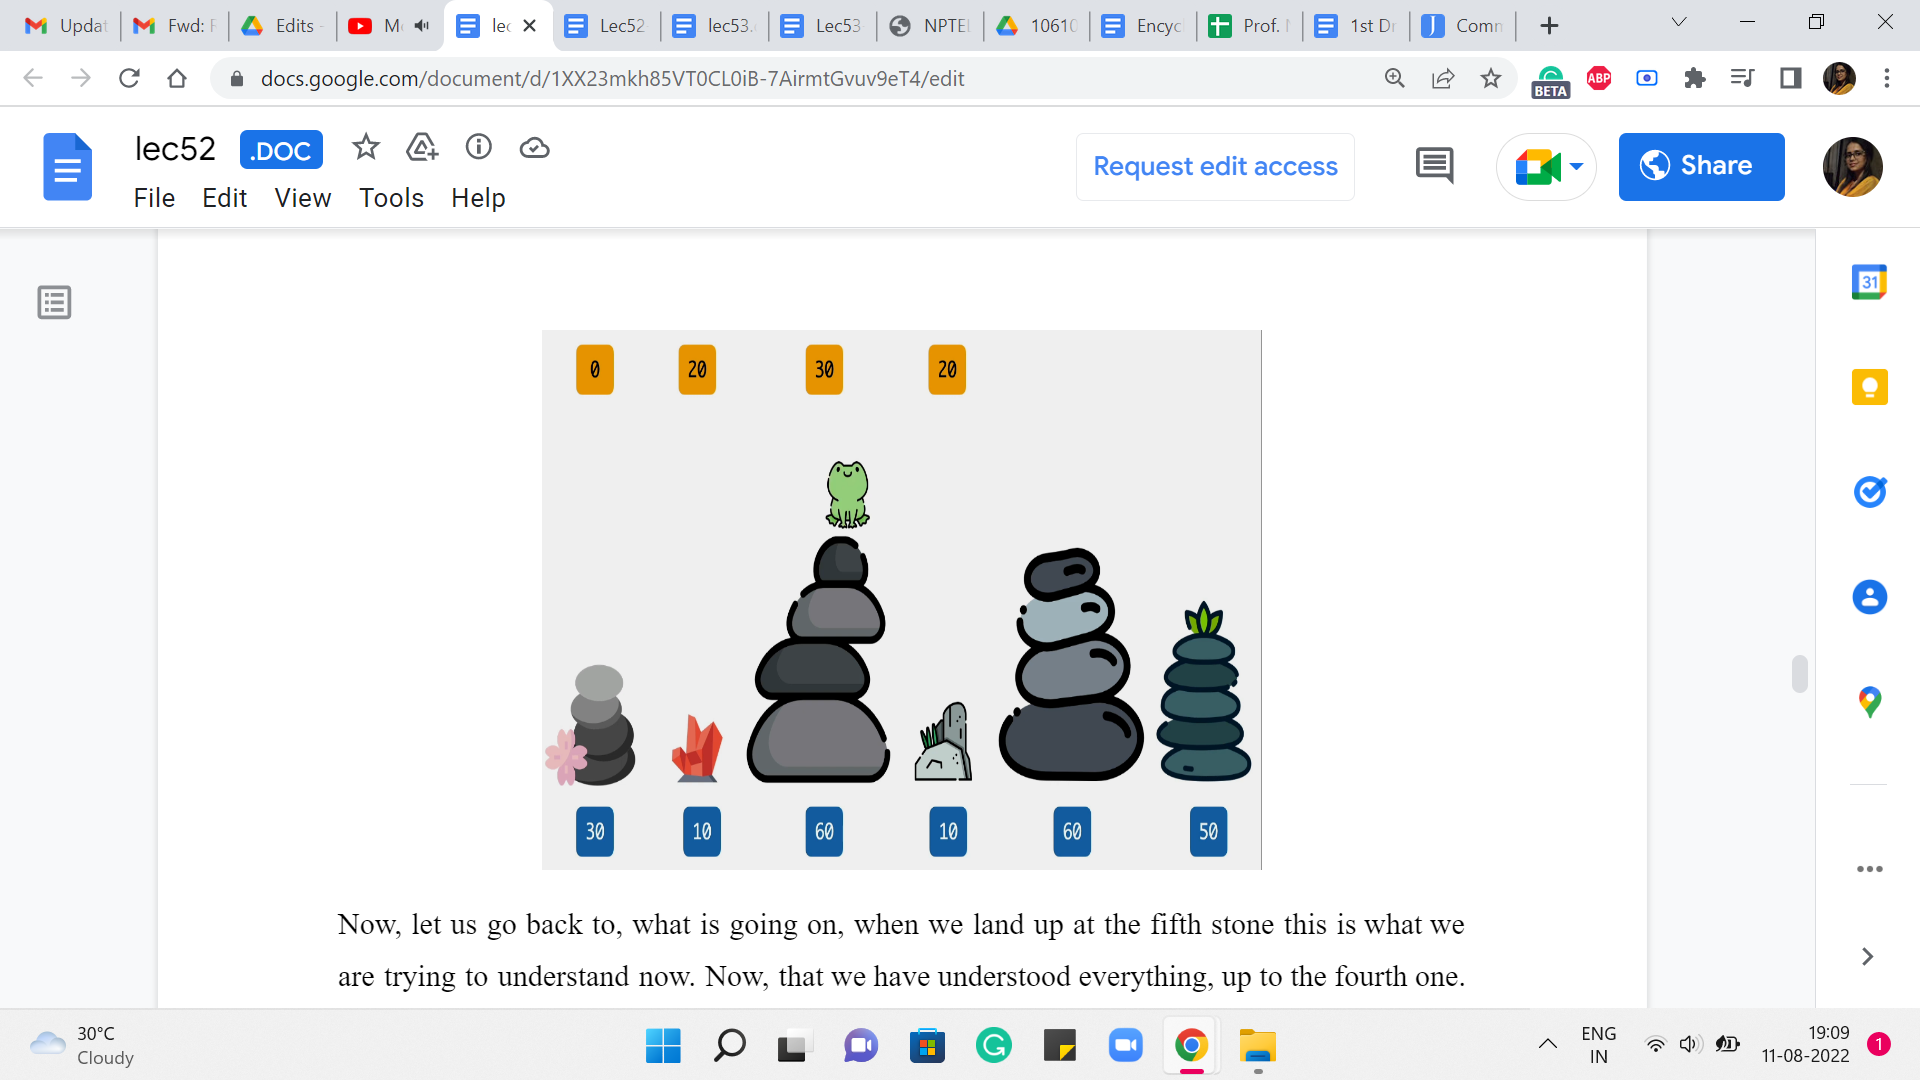 Updat
Fwd: F
Edits -
M
lec
Lec52
lec53.
Lec53
NPTEL
10610
Encyc
Prof.
1st Dr
Comm
docs.google.com/document/d/1XX23mkh85VT0CL0iB-7AirmtGvuv9eT4/edit
BETA
ABP
lec52 .DOC
Request edit access
Share
File Edit View Tools Help
31
0 20 30 20
30 10 60 10 60 50
Now, let us go back to, what is going on, when we land up at the fifth stone this is what we
are trying to understand now. Now, that we have understood everything, up to the fourth one.
30°C
Cloudy
ENG
IN
19:09
11-08-2022
1